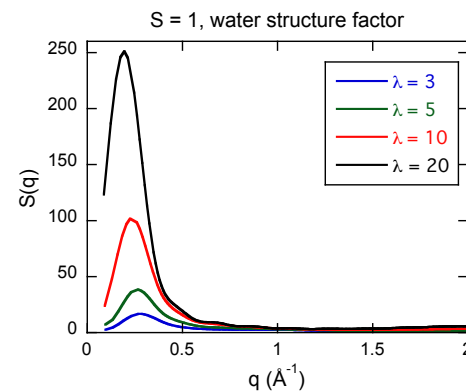 S = 1, water structure factor
250
200
150
100
50
0
S(q)
λ = 3
λ = 5
λ = 10
λ = 20
0 0.5 1 1.5 2
q (Å⁻¹)